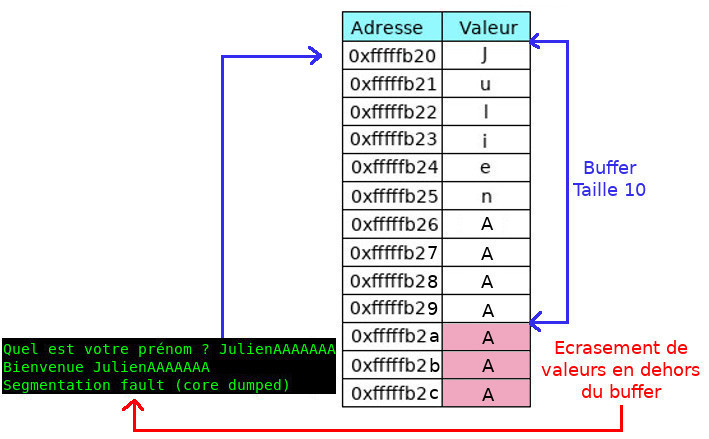 Adresse Valeur
0xfffffb20 J
0xfffffb21 u
0xfffffb22 l
0xfffffb23 i
0xfffffb24 e
0xfffffb25 n
0xfffffb26 A
0xfffffb27 A
0xfffffb28 A
0xfffffb29 A
0xfffffb2a A
0xfffffb2b A
0xfffffb2c A
Buffer
Taille 10
Quel est votre prénom ? JulienAAAAAAA
Bienvenue JulienAAAAAAA
Segmentation fault (core dumped)
Ecrasement de
valeurs en dehors
du buffer